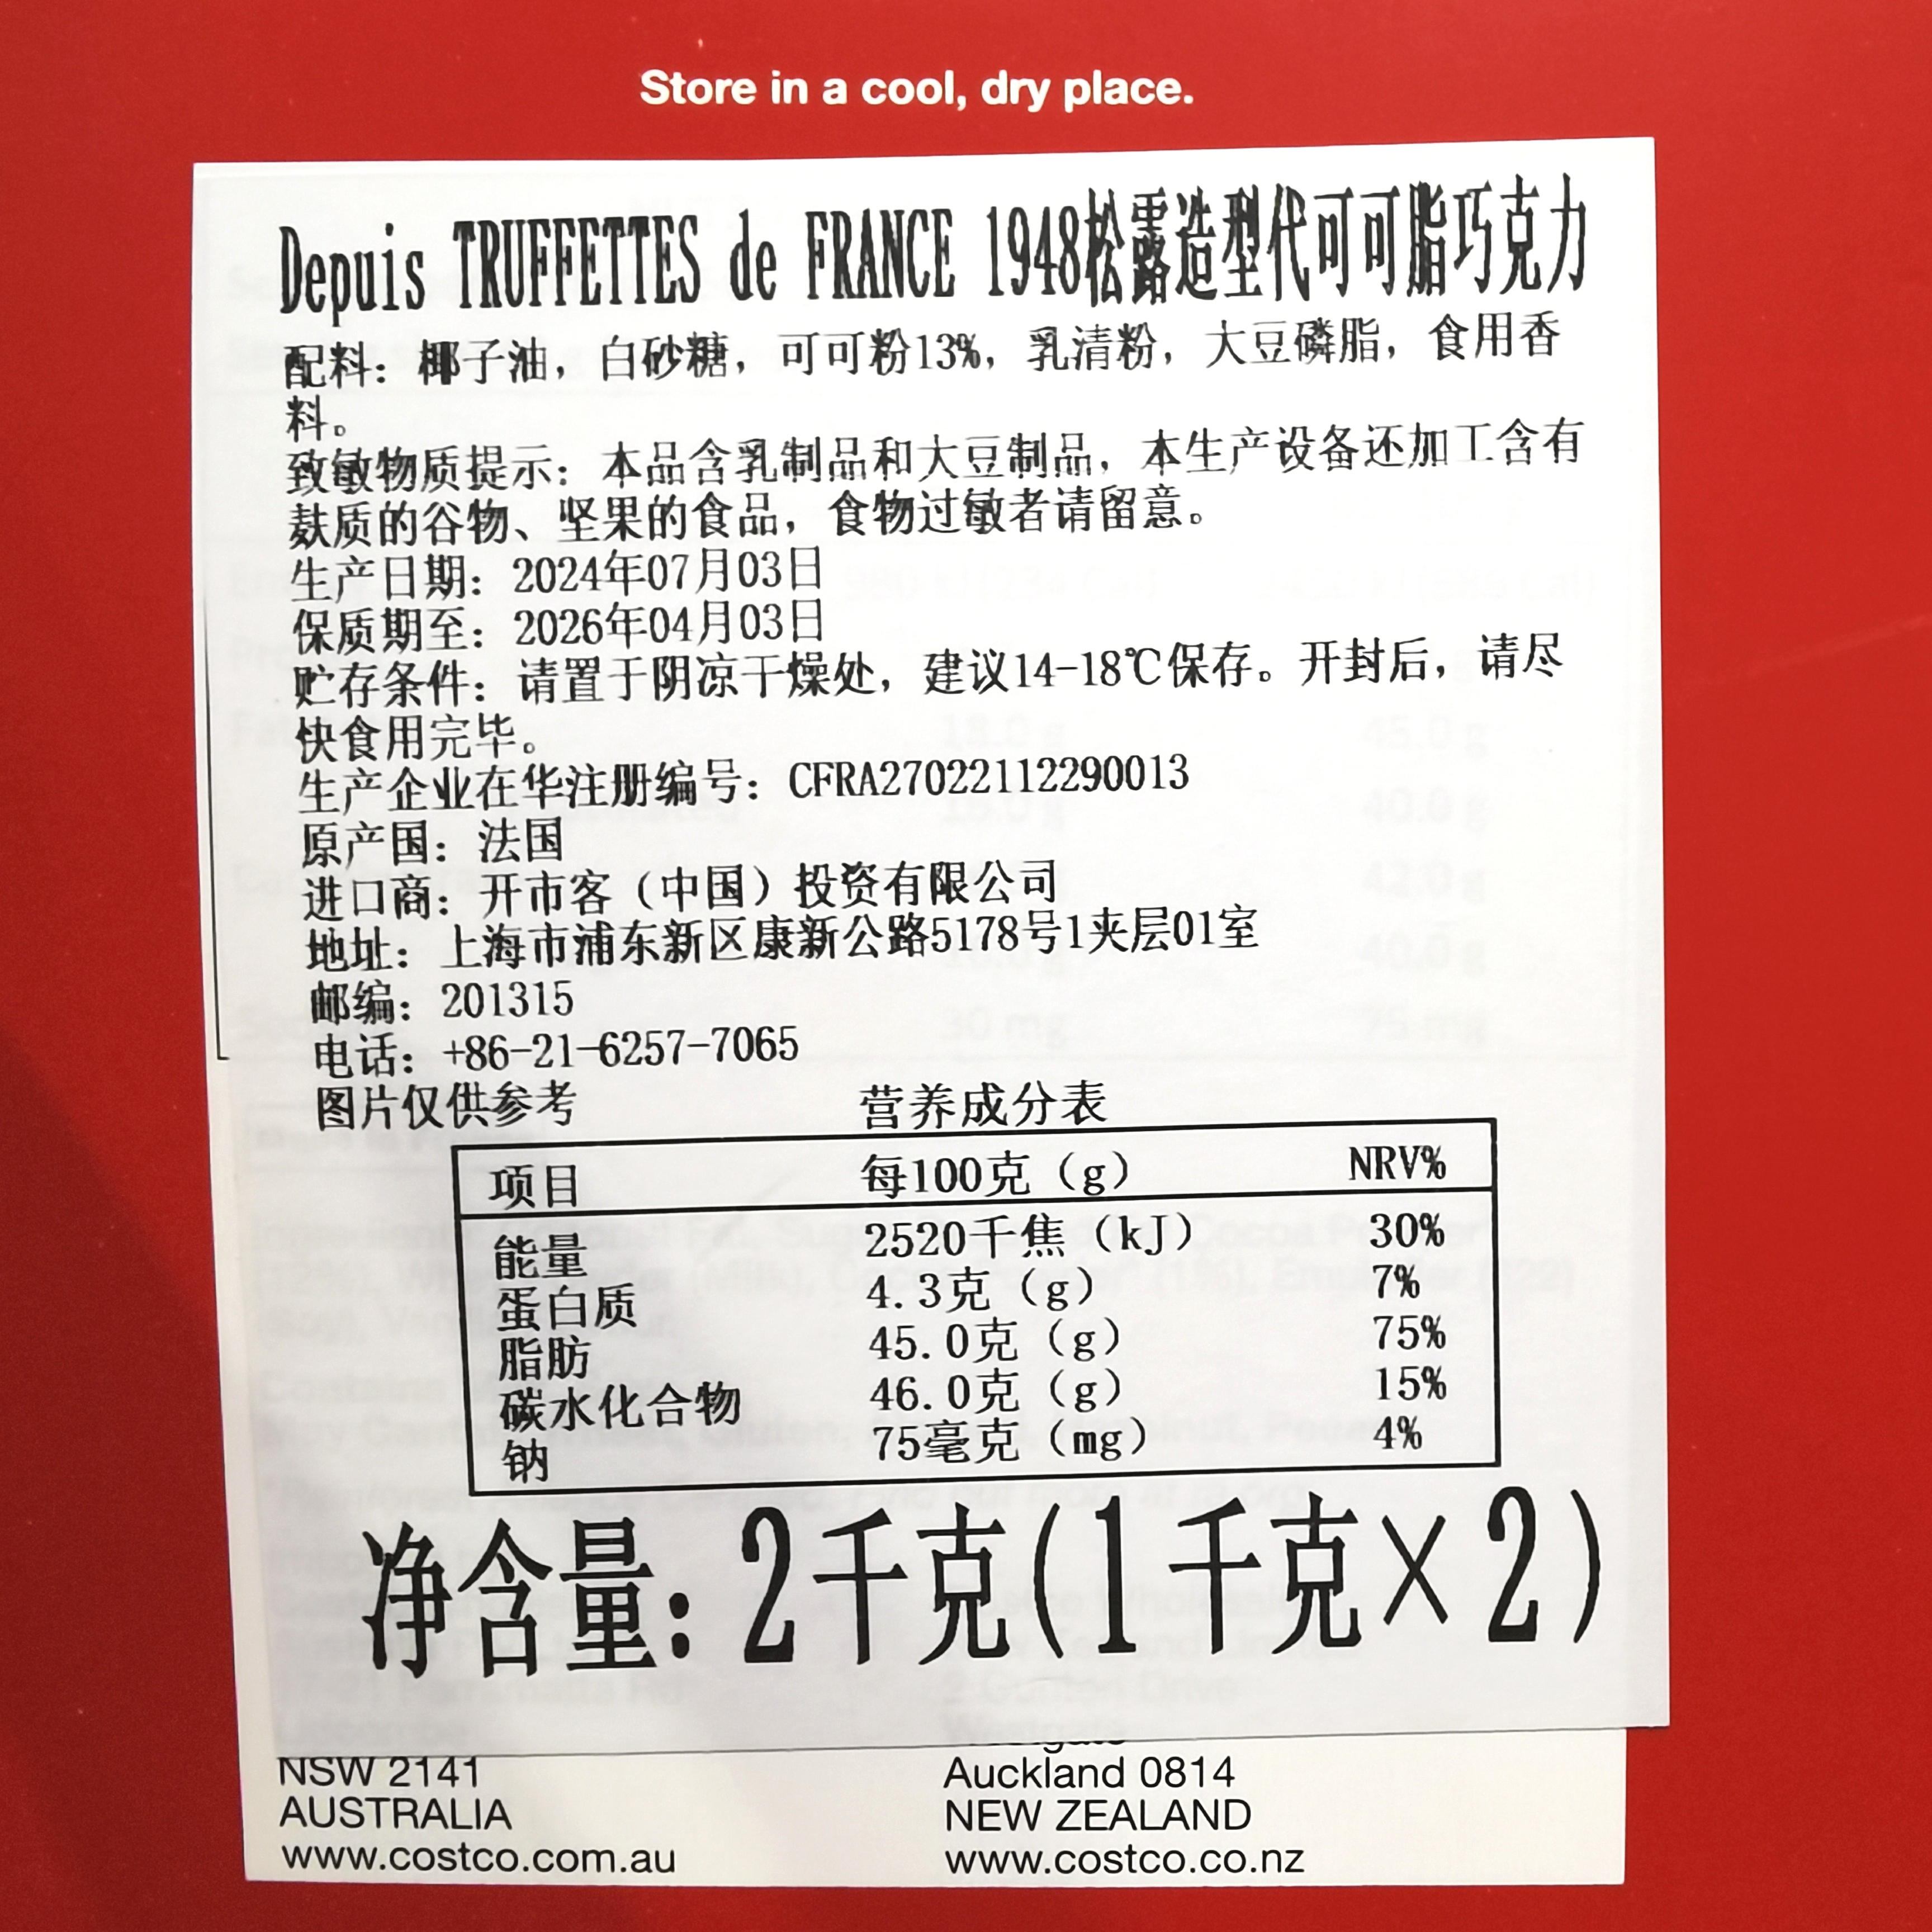 Store in a cool, dry place.
Depuis TRUFFETTES de FRANCE 1948松露造型代可可脂巧克力
配料：椰子油，白砂糖，可可粉13%，乳清粉，大豆磷脂，食用香
料。
致敏物质提示：本品含乳制品和大豆制品，本生产设备还加工含有
麸质的谷物、坚果的食品，食物过敏者请留意。
生产日期：2024年07月03日
保质期至：2026年04月03日
贮存条件：请置于阴凉干燥处，建议14-18℃保存。开封后，请尽
快食用完毕。
生产企业在华注册编号：CFRA27022112290013
原产国：法国
进口商：开市客（中国）投资有限公司
地址：上海市浦东新区康新公路5178号1夹层01室
邮编：201315
电话：+86-21-6257-7065
图片仅供参考 营养成分表
项目 每100克（g） NRV%
能量 2520千焦（kJ） 30%
蛋白质 4.3克（g） 7%
脂肪 45.0克（g） 75%
碳水化合物 46.0克（g） 15%
钠 75毫克（mg） 4%
净含量：2千克(1千克×2)
Westgate
NSW 2141 Auckland 0814
AUSTRALIA NEW ZEALAND
www.costco.com.au www.costco.co.nz